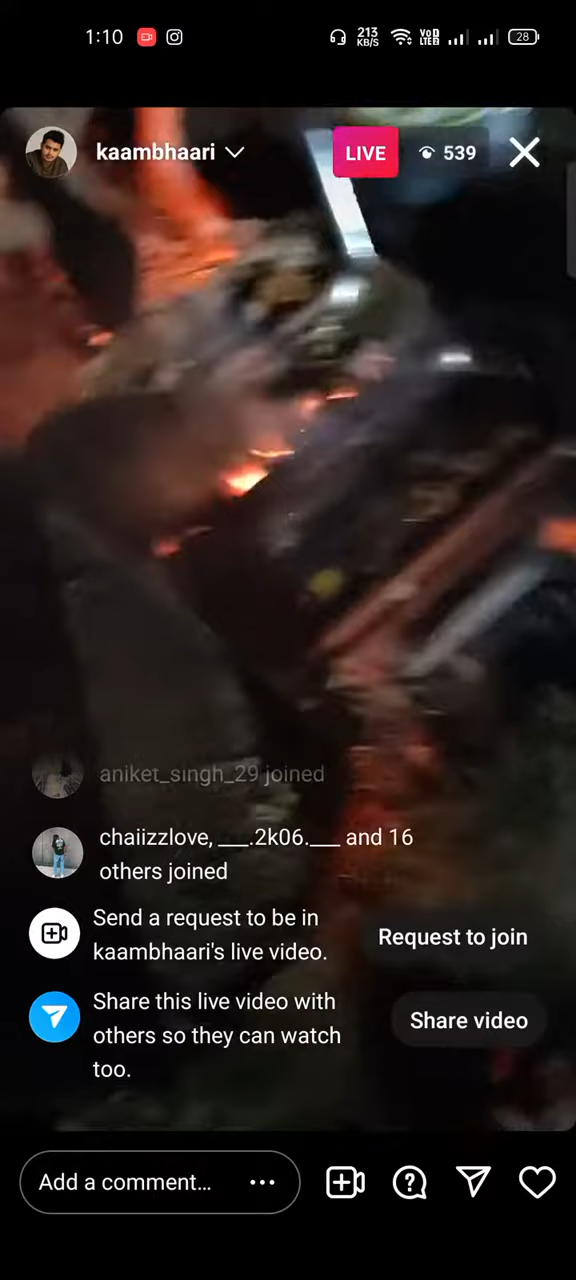 1:10
213
KB/S
VoD
LTE2
28
kaambhaari
LIVE
539
aniket_singh_29 joined
chaiizzlove, ___.2k06.___ and 16
others joined
Send a request to be in
kaambhaari's live video.
Request to join
Share this live video with
others so they can watch
too.
Share video
Add a comment...